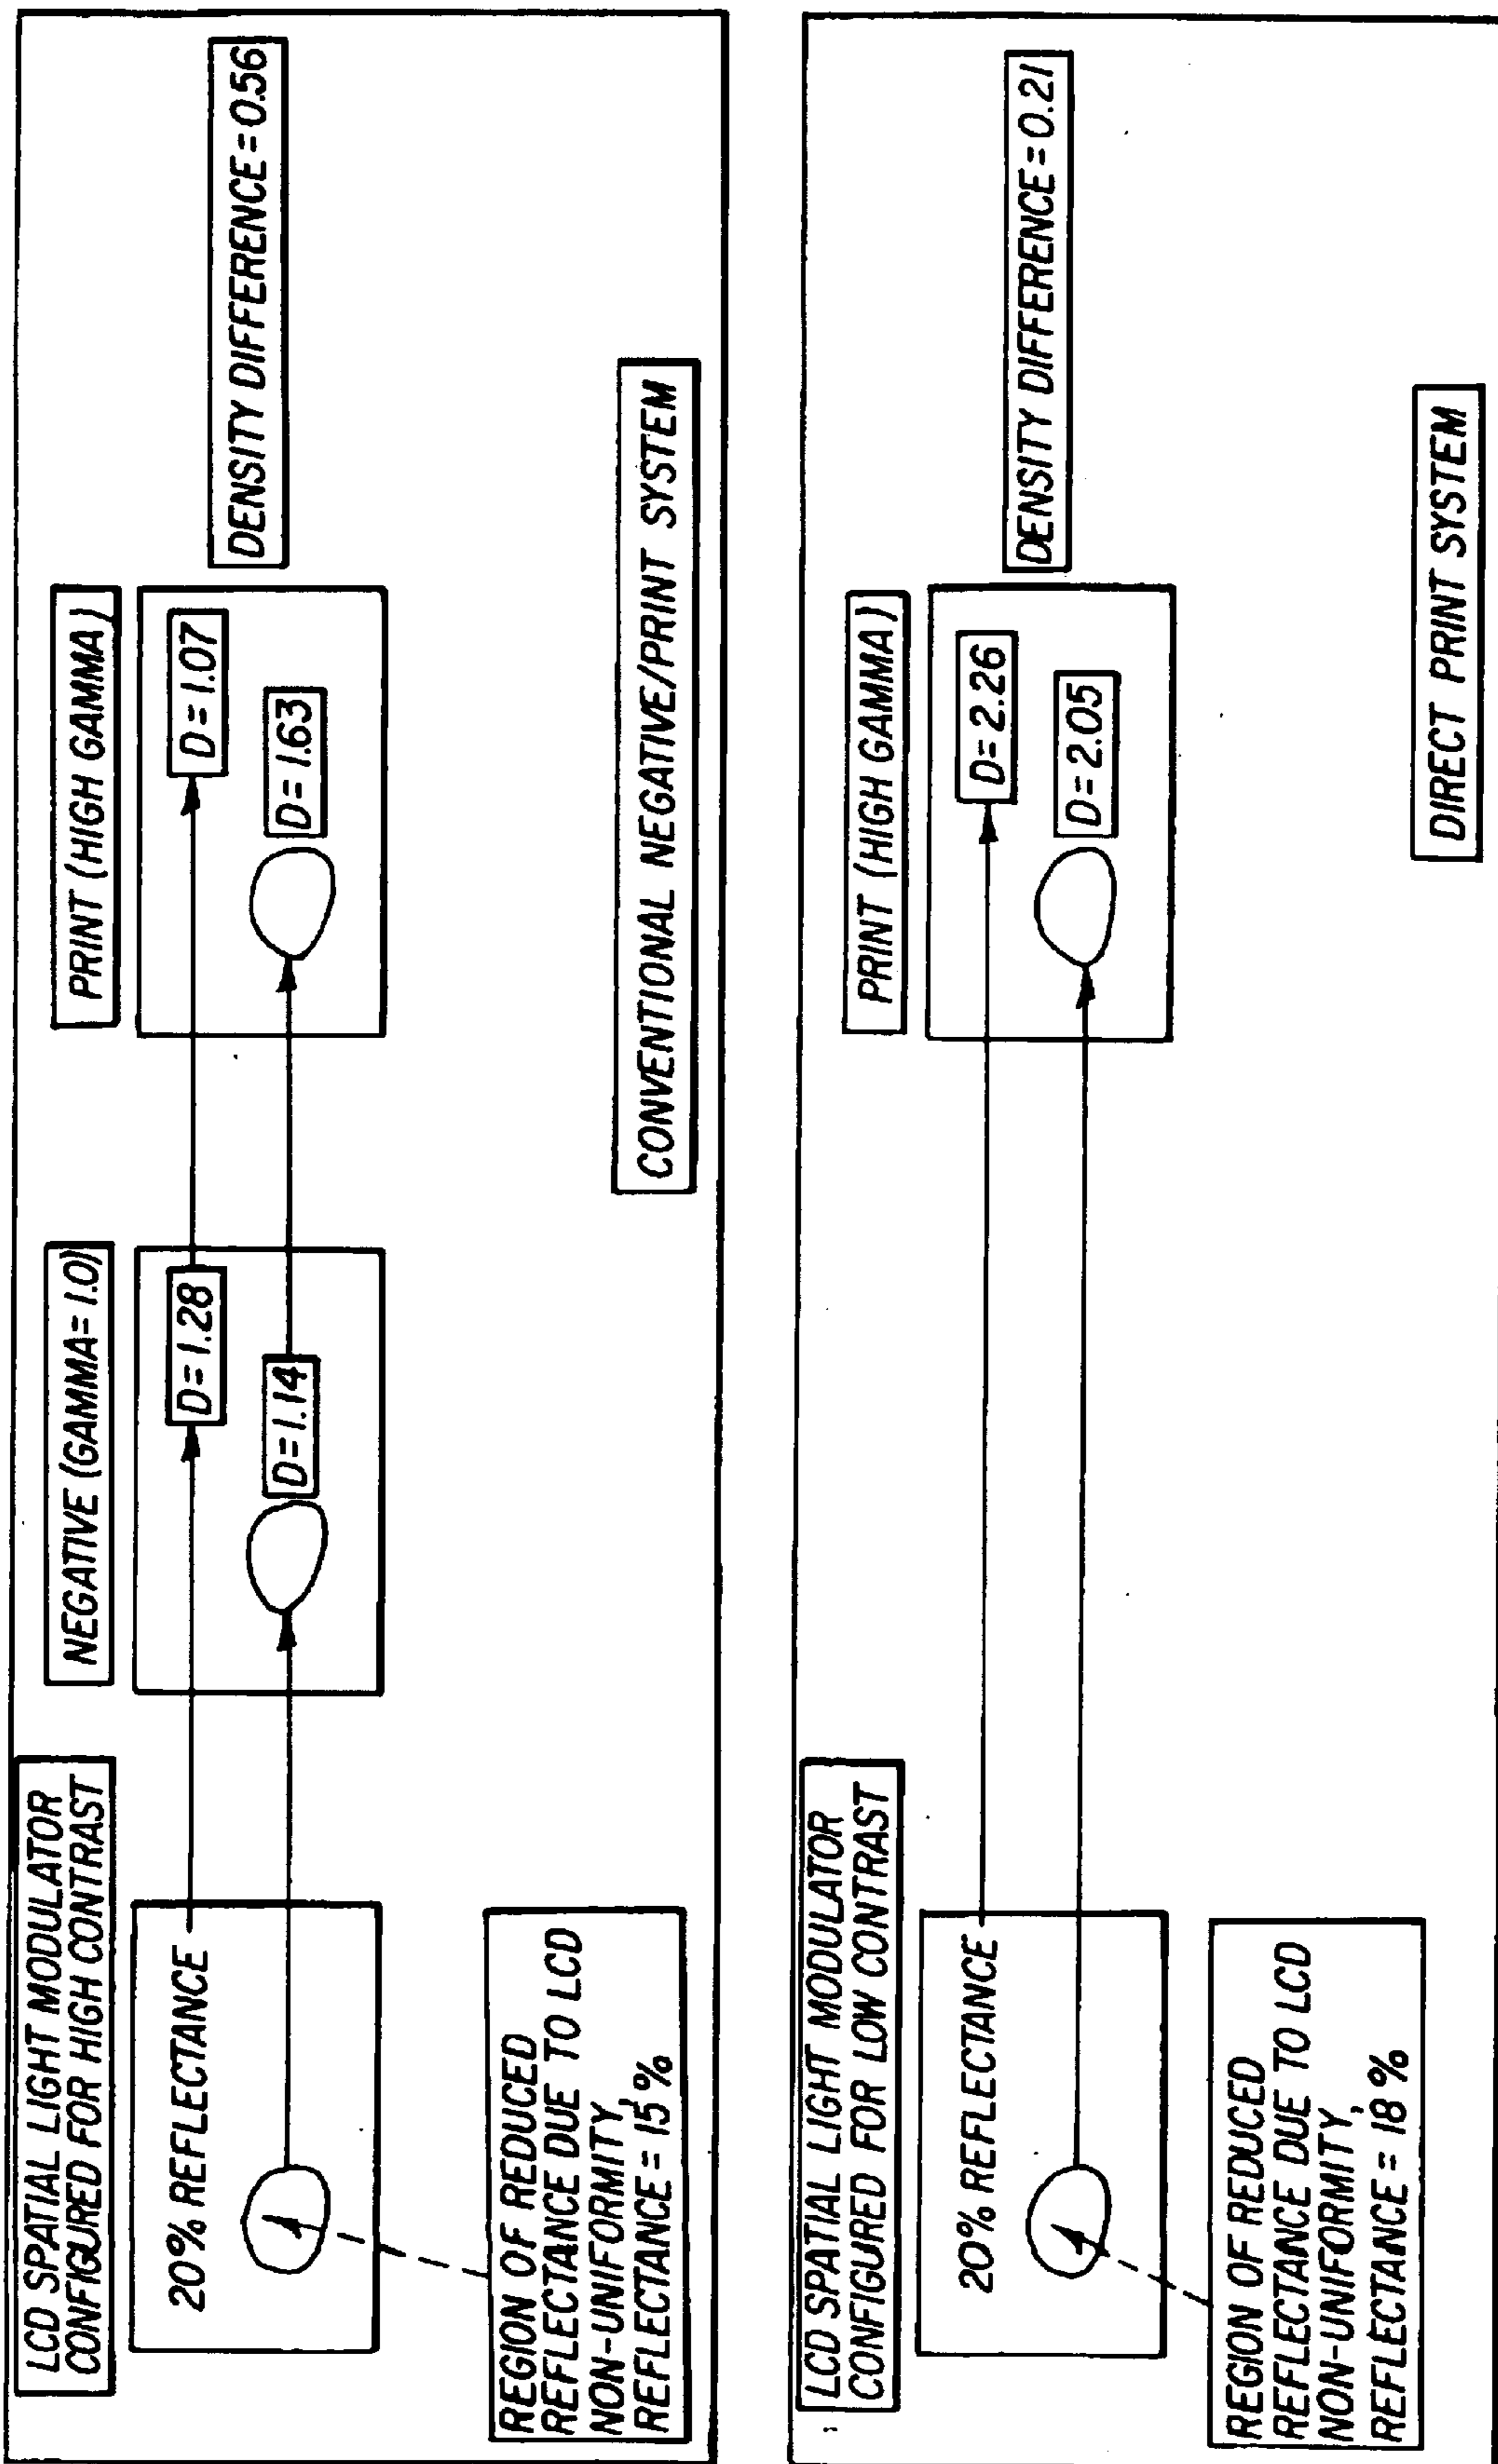 LCD SPATIAL LIGHT MODULATOR
CONFIGURED FOR HIGH CONTRAST
20% REFLECTANCE
REGION OF REDUCED
REFLECTANCE DUE TO LCD
NON-UNIFORMITY,
REFLECTANCE = 15%
NEGATIVE (GAMMA = 1.0)
D=1.28
D=1.14
PRINT (HIGH GAMMA)
D=1.07
D=1.63
DENSITY DIFFERENCE=0.56
CONVENTIONAL NEGATIVE/PRINT SYSTEM
LCD SPATIAL LIGHT MODULATOR
CONFIGURED FOR LOW CONTRAST
20% REFLECTANCE
REGION OF REDUCED
REFLECTANCE DUE TO LCD
NON-UNIFORMITY,
REFLECTANCE = 18%
PRINT (HIGH GAMMA)
D=2.26
D=2.05
DENSITY DIFFERENCE=0.21
DIRECT PRINT SYSTEM